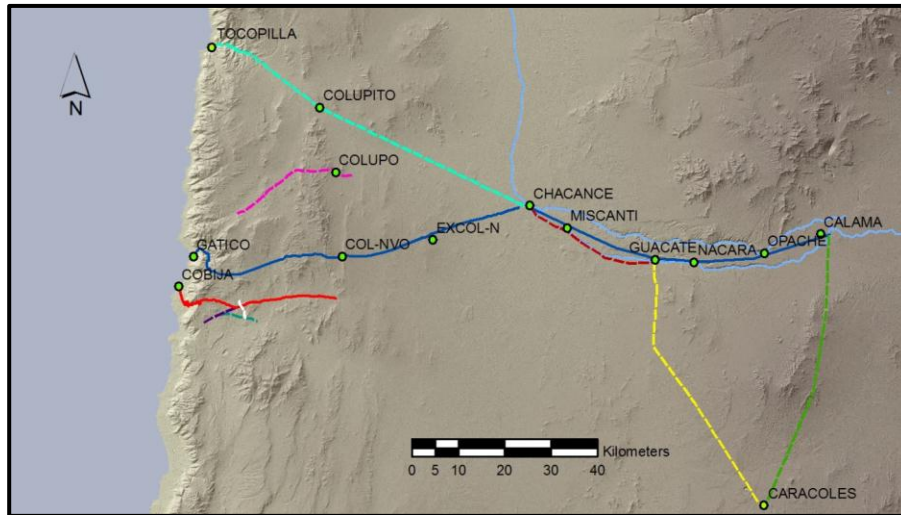 TOCOPILLA
N
COLUPITO
COLUPO
CHACANCE
MISCANTI
CALAMA
EXCOL-N
OPACHE
GATICO
COL-NVO
GUACATE
NACARA
COBIJA
Kilometers
0 5 10 20 30 40
CARACOLES